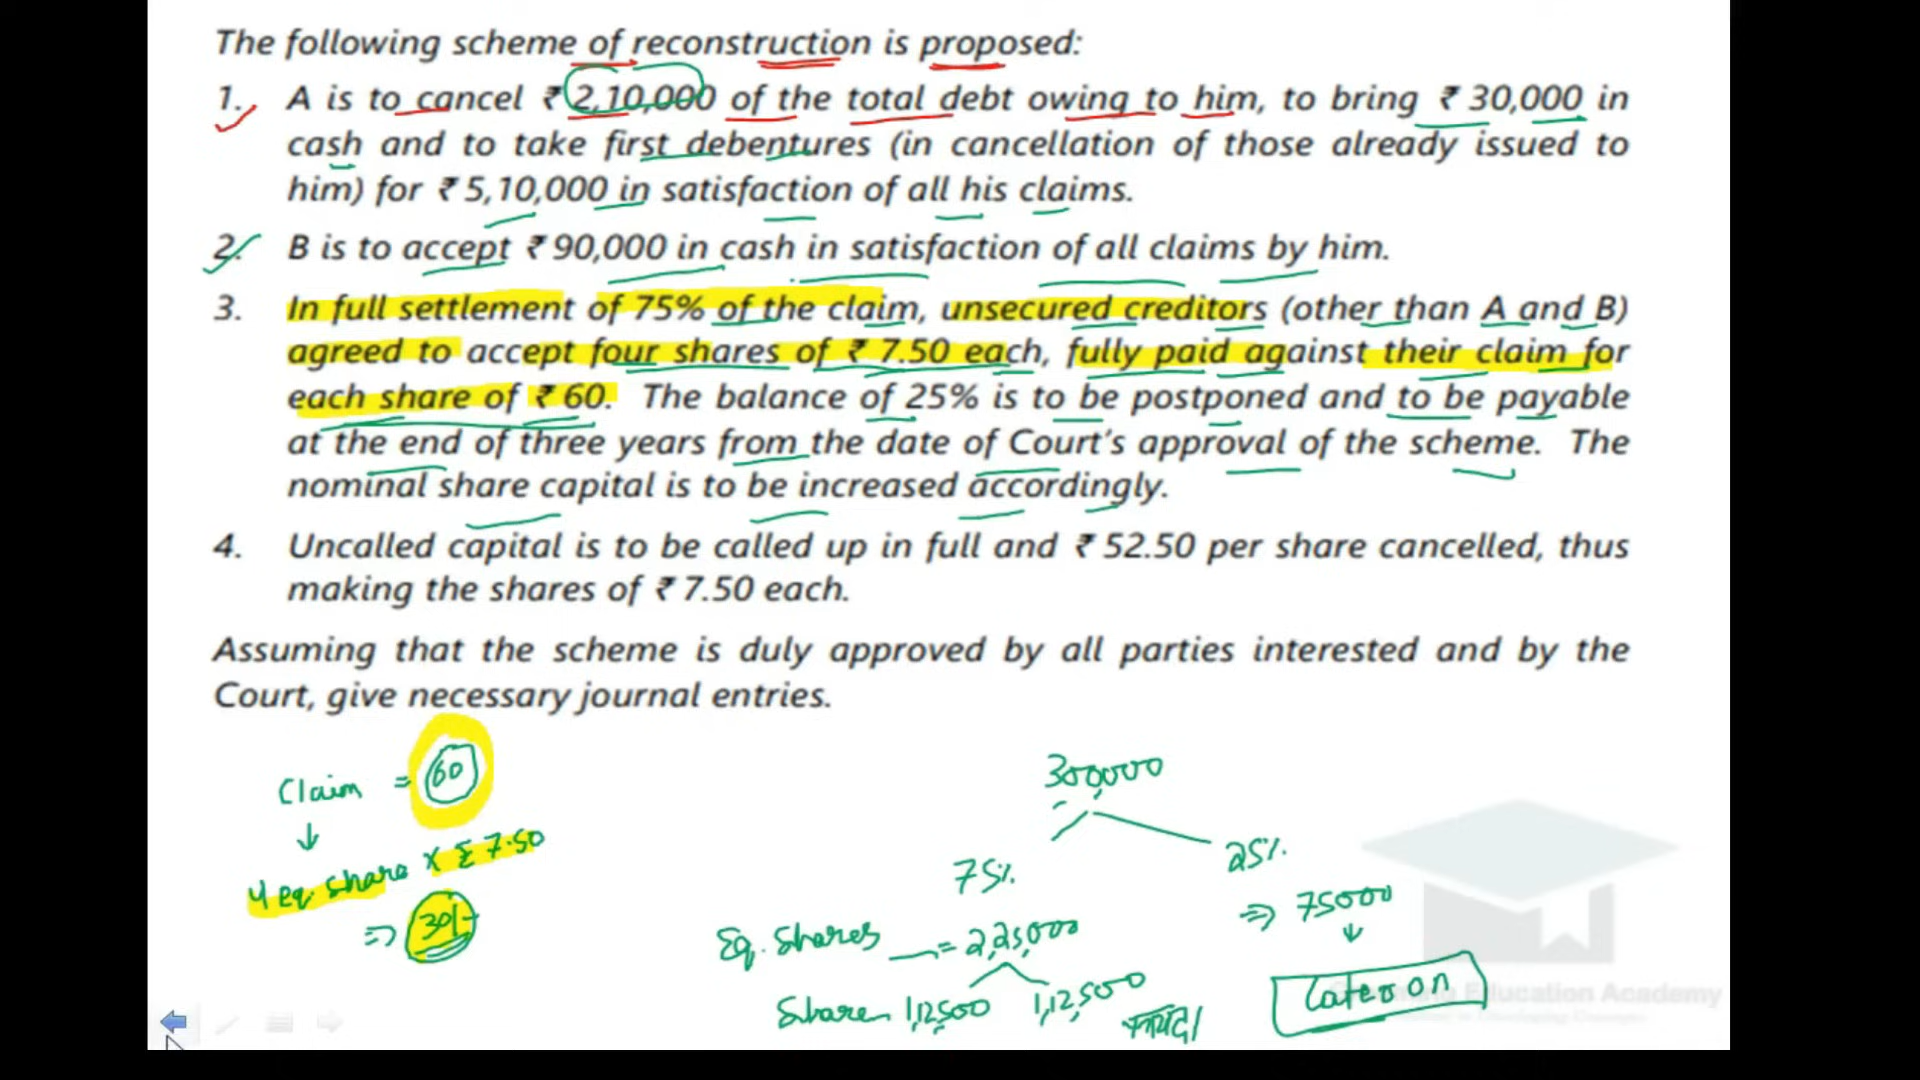 The following scheme of reconstruction is proposed:
1. A is to cancel ₹ 2,10,000 of the total debt owing to him, to bring ₹ 30,000 in
cash and to take first debentures (in cancellation of those already issued to
him) for ₹ 5,10,000 in satisfaction of all his claims.
2. B is to accept ₹ 90,000 in cash in satisfaction of all claims by him.
3. In full settlement of 75% of the claim, unsecured creditors (other than A and B)
agreed to accept four shares of ₹ 7.50 each, fully paid against their claim for
each share of ₹ 60. The balance of 25% is to be postponed and to be payable
at the end of three years from the date of Court's approval of the scheme. The
nominal share capital is to be increased accordingly.
4. Uncalled capital is to be called up in full and ₹ 52.50 per share cancelled, thus
making the shares of ₹ 7.50 each.
Assuming that the scheme is duly approved by all parties interested and by the
Court, give necessary journal entries.
Claim = 60
4 eq. share x ₹ 7.50
⇒ 30/-
300,000
75%
25%
⇒ 75000
Eq. Shares = 2,25,000
Share 1,12,500 1,12,500
Later on
Education Academy